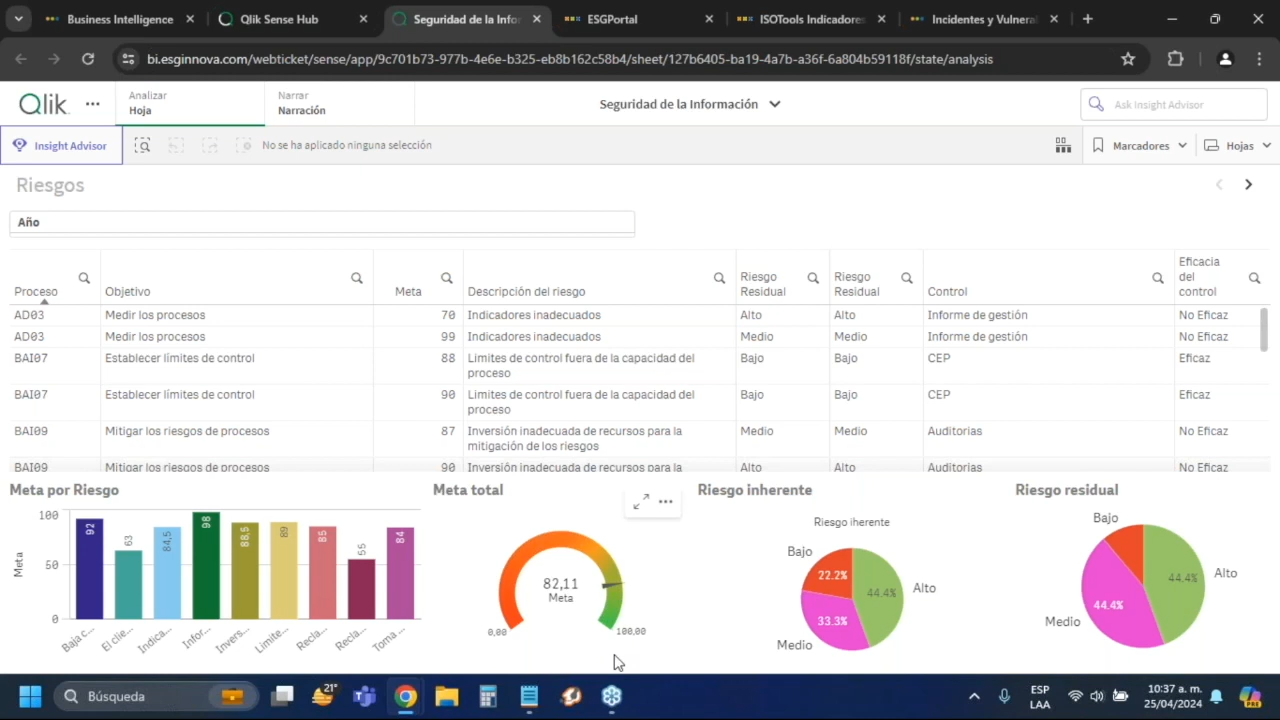 Business Intelligence
Qlik Sense Hub
Seguridad de la Infor
ESGPortal
ISOTools Indicadores
Incidentes y Vulnera
bi.esginnova.com/webticket/sense/app/9c701b73-977b-4e6e-b325-eb8b162c58b4/sheet/127b6405-ba19-4a7b-a36f-6a804b59118f/state/analysis
Qlik
Analizar
Hoja
Narrar
Narración
Seguridad de la Información
Ask Insight Advisor
Insight Advisor
No se ha aplicado ninguna selección
Marcadores
Hojas
Riesgos
Año
Proceso Objetivo Meta Descripción del riesgo Riesgo Residual Riesgo Residual Control Eficacia del control
AD03 Medir los procesos 70 Indicadores inadecuados Alto Alto Informe de gestión No Eficaz
AD03 Medir los procesos 99 Indicadores inadecuados Medio Medio Informe de gestión No Eficaz
BAI07 Establecer límites de control 88 Limites de control fuera de la capacidad del proceso Bajo Bajo CEP Eficaz
BAI07 Establecer límites de control 90 Limites de control fuera de la capacidad del proceso Bajo Bajo CEP Eficaz
BAI09 Mitigar los riesgos de procesos 87 Inversión inadecuada de recursos para la mitigación de los riesgos Medio Medio Auditorias No Eficaz
BAI09 Mitigar los riesgos de procesos 90 Inversión inadecuada de recursos para la Alto Alto Auditorias No Eficaz
Meta por Riesgo
Meta
100
50
0
92
63
84,5
98
88,5
89
85
55
84
Baja c...
El clie...
Indica...
Infor...
Invers...
Límite...
Recla...
Recla...
Toma ...
Meta total
82,11
Meta
0,00
100,00
Riesgo inherente
Riesgo iherente
Bajo
22.2%
44.4%
Alto
33.3%
Medio
Riesgo residual
Bajo
44.4%
Alto
44.4%
Medio
Búsqueda
21°
ESP
LAA
10:37 a. m.
25/04/2024
PRE